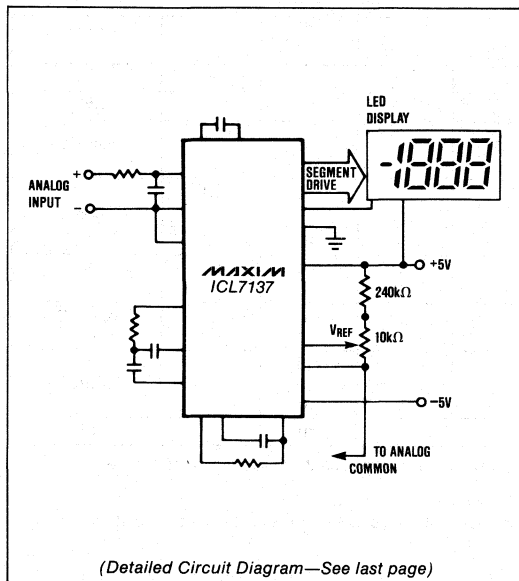 LED
DISPLAY
-1888
SEGMENT
DRIVE
+
ANALOG
INPUT
-
MAXIM
ICL7137
+5V
240kΩ
VREF
10kΩ
-5V
TO ANALOG
COMMON
(Detailed Circuit Diagram—See last page)